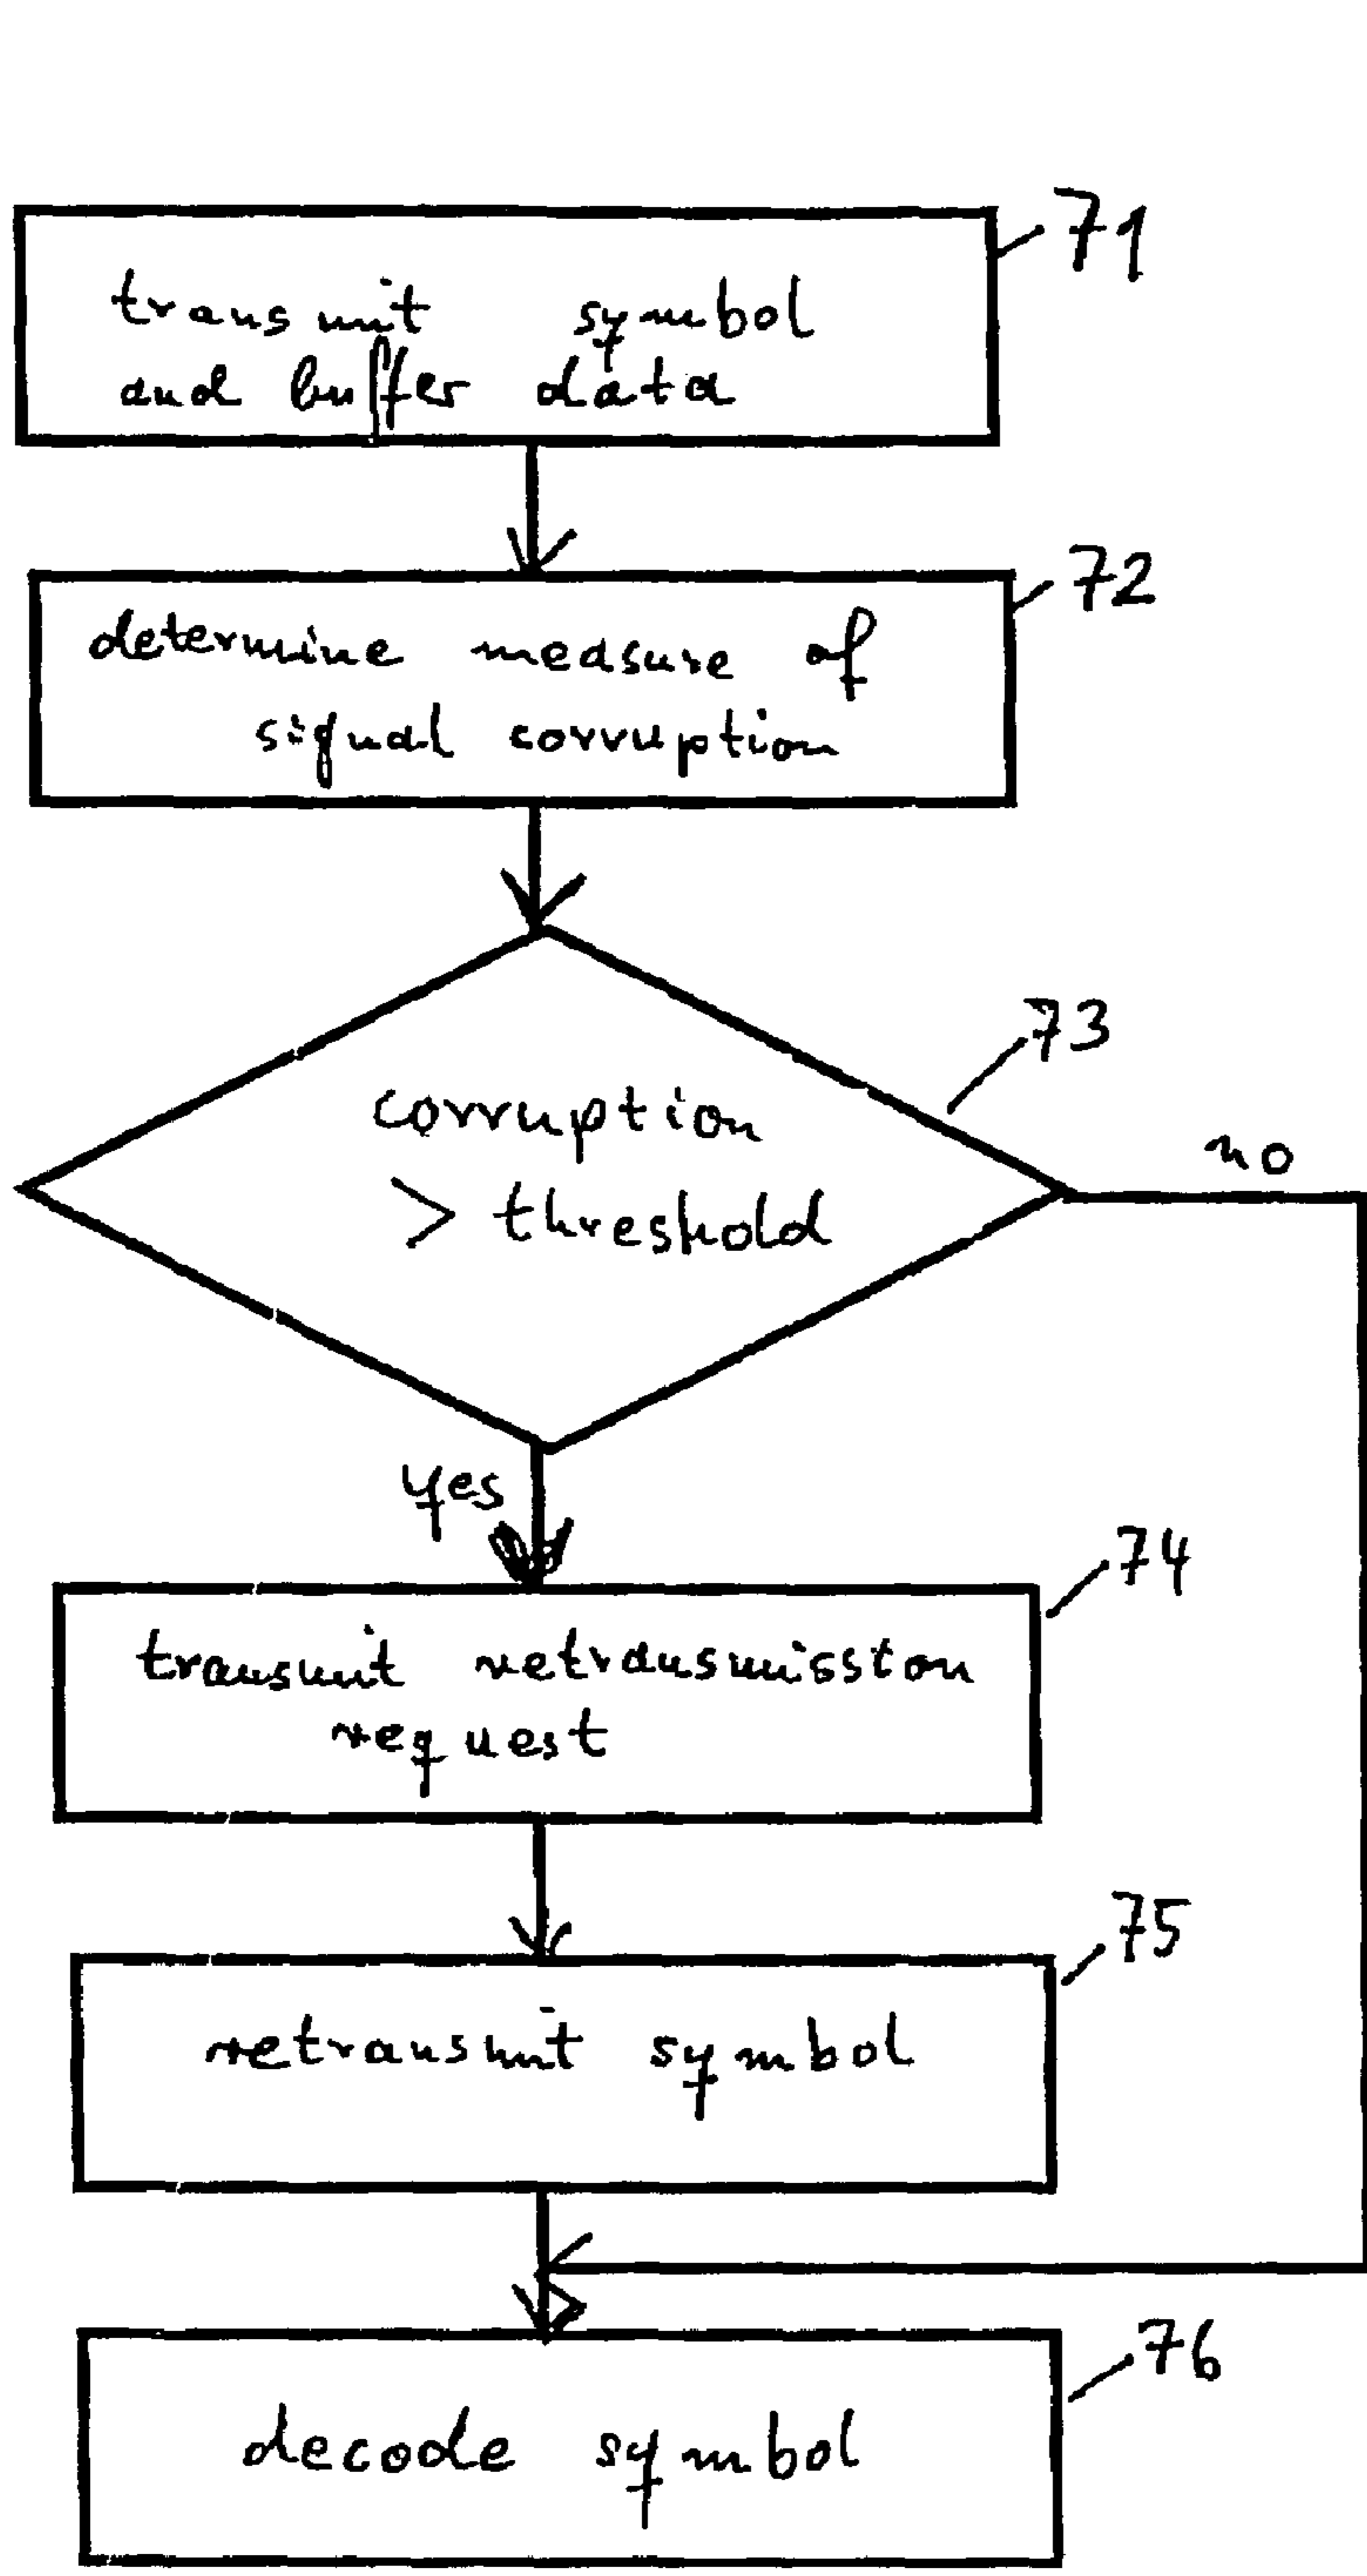 71
transmit symbol
and buffer data
72
determine measure of
signal corruption
73
corruption
> threshold
no
yes
74
transmit retransmission
request
75
retransmit symbol
76
decode symbol